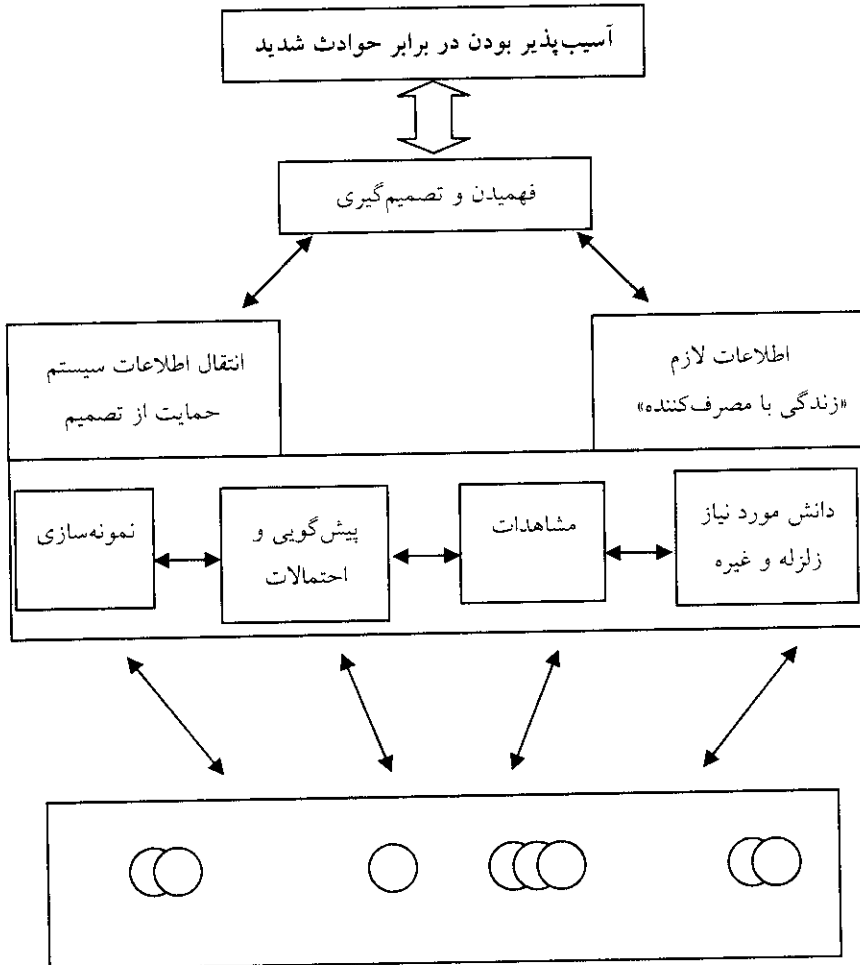 آسیب‌پذیر بودن در برابر حوادث شدید
فهمیدن و تصمیم‌گیری
اطلاعات لازم
«زندگی با مصرف‌کننده»
انتقال اطلاعات سیستم
حمایت از تصمیم
دانش مورد نیاز
زلزله و غیره
مشاهدات
پیش‌گویی و
احتمالات
نمونه‌سازی